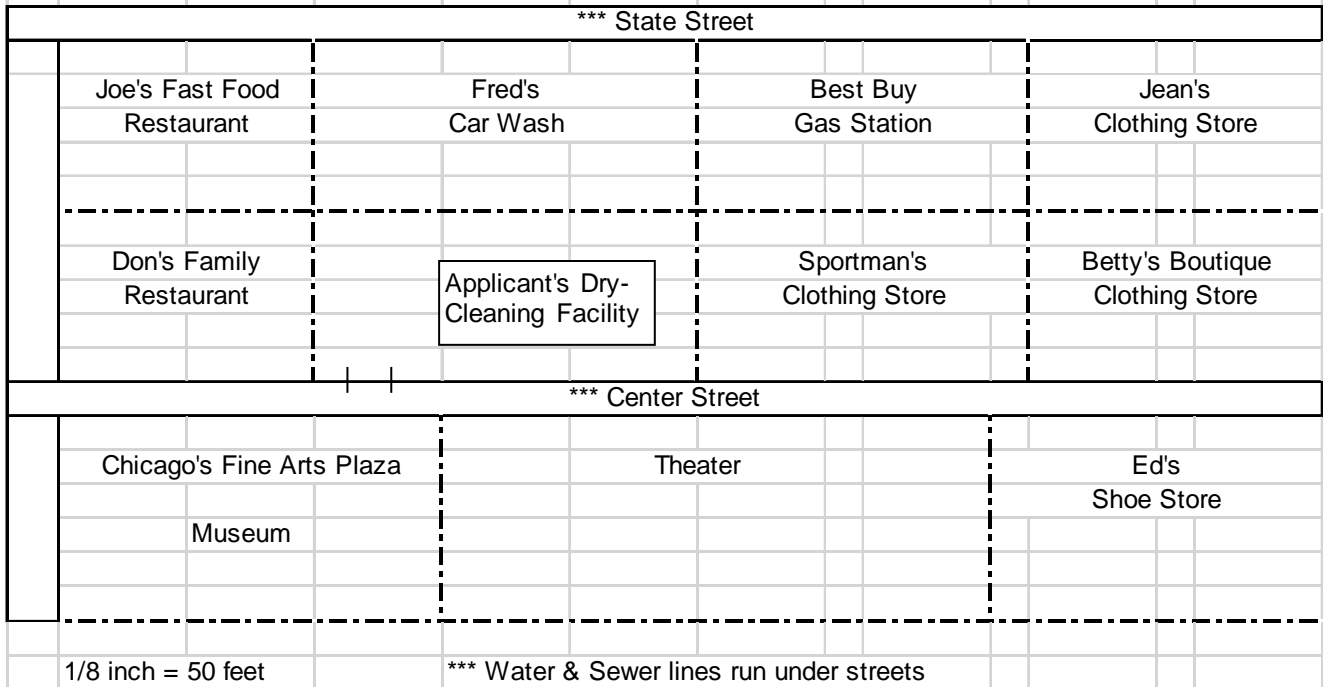 *** State Street
Joe's Fast Food
Restaurant
Fred's
Car Wash
Best Buy
Gas Station
Jean's
Clothing Store
Don's Family
Restaurant
Applicant's Dry-
Cleaning Facility
Sportman's
Clothing Store
Betty's Boutique
Clothing Store
*** Center Street
Chicago's Fine Arts Plaza
Museum
Theater
Ed's
Shoe Store
1/8 inch = 50 feet
*** Water & Sewer lines run under streets